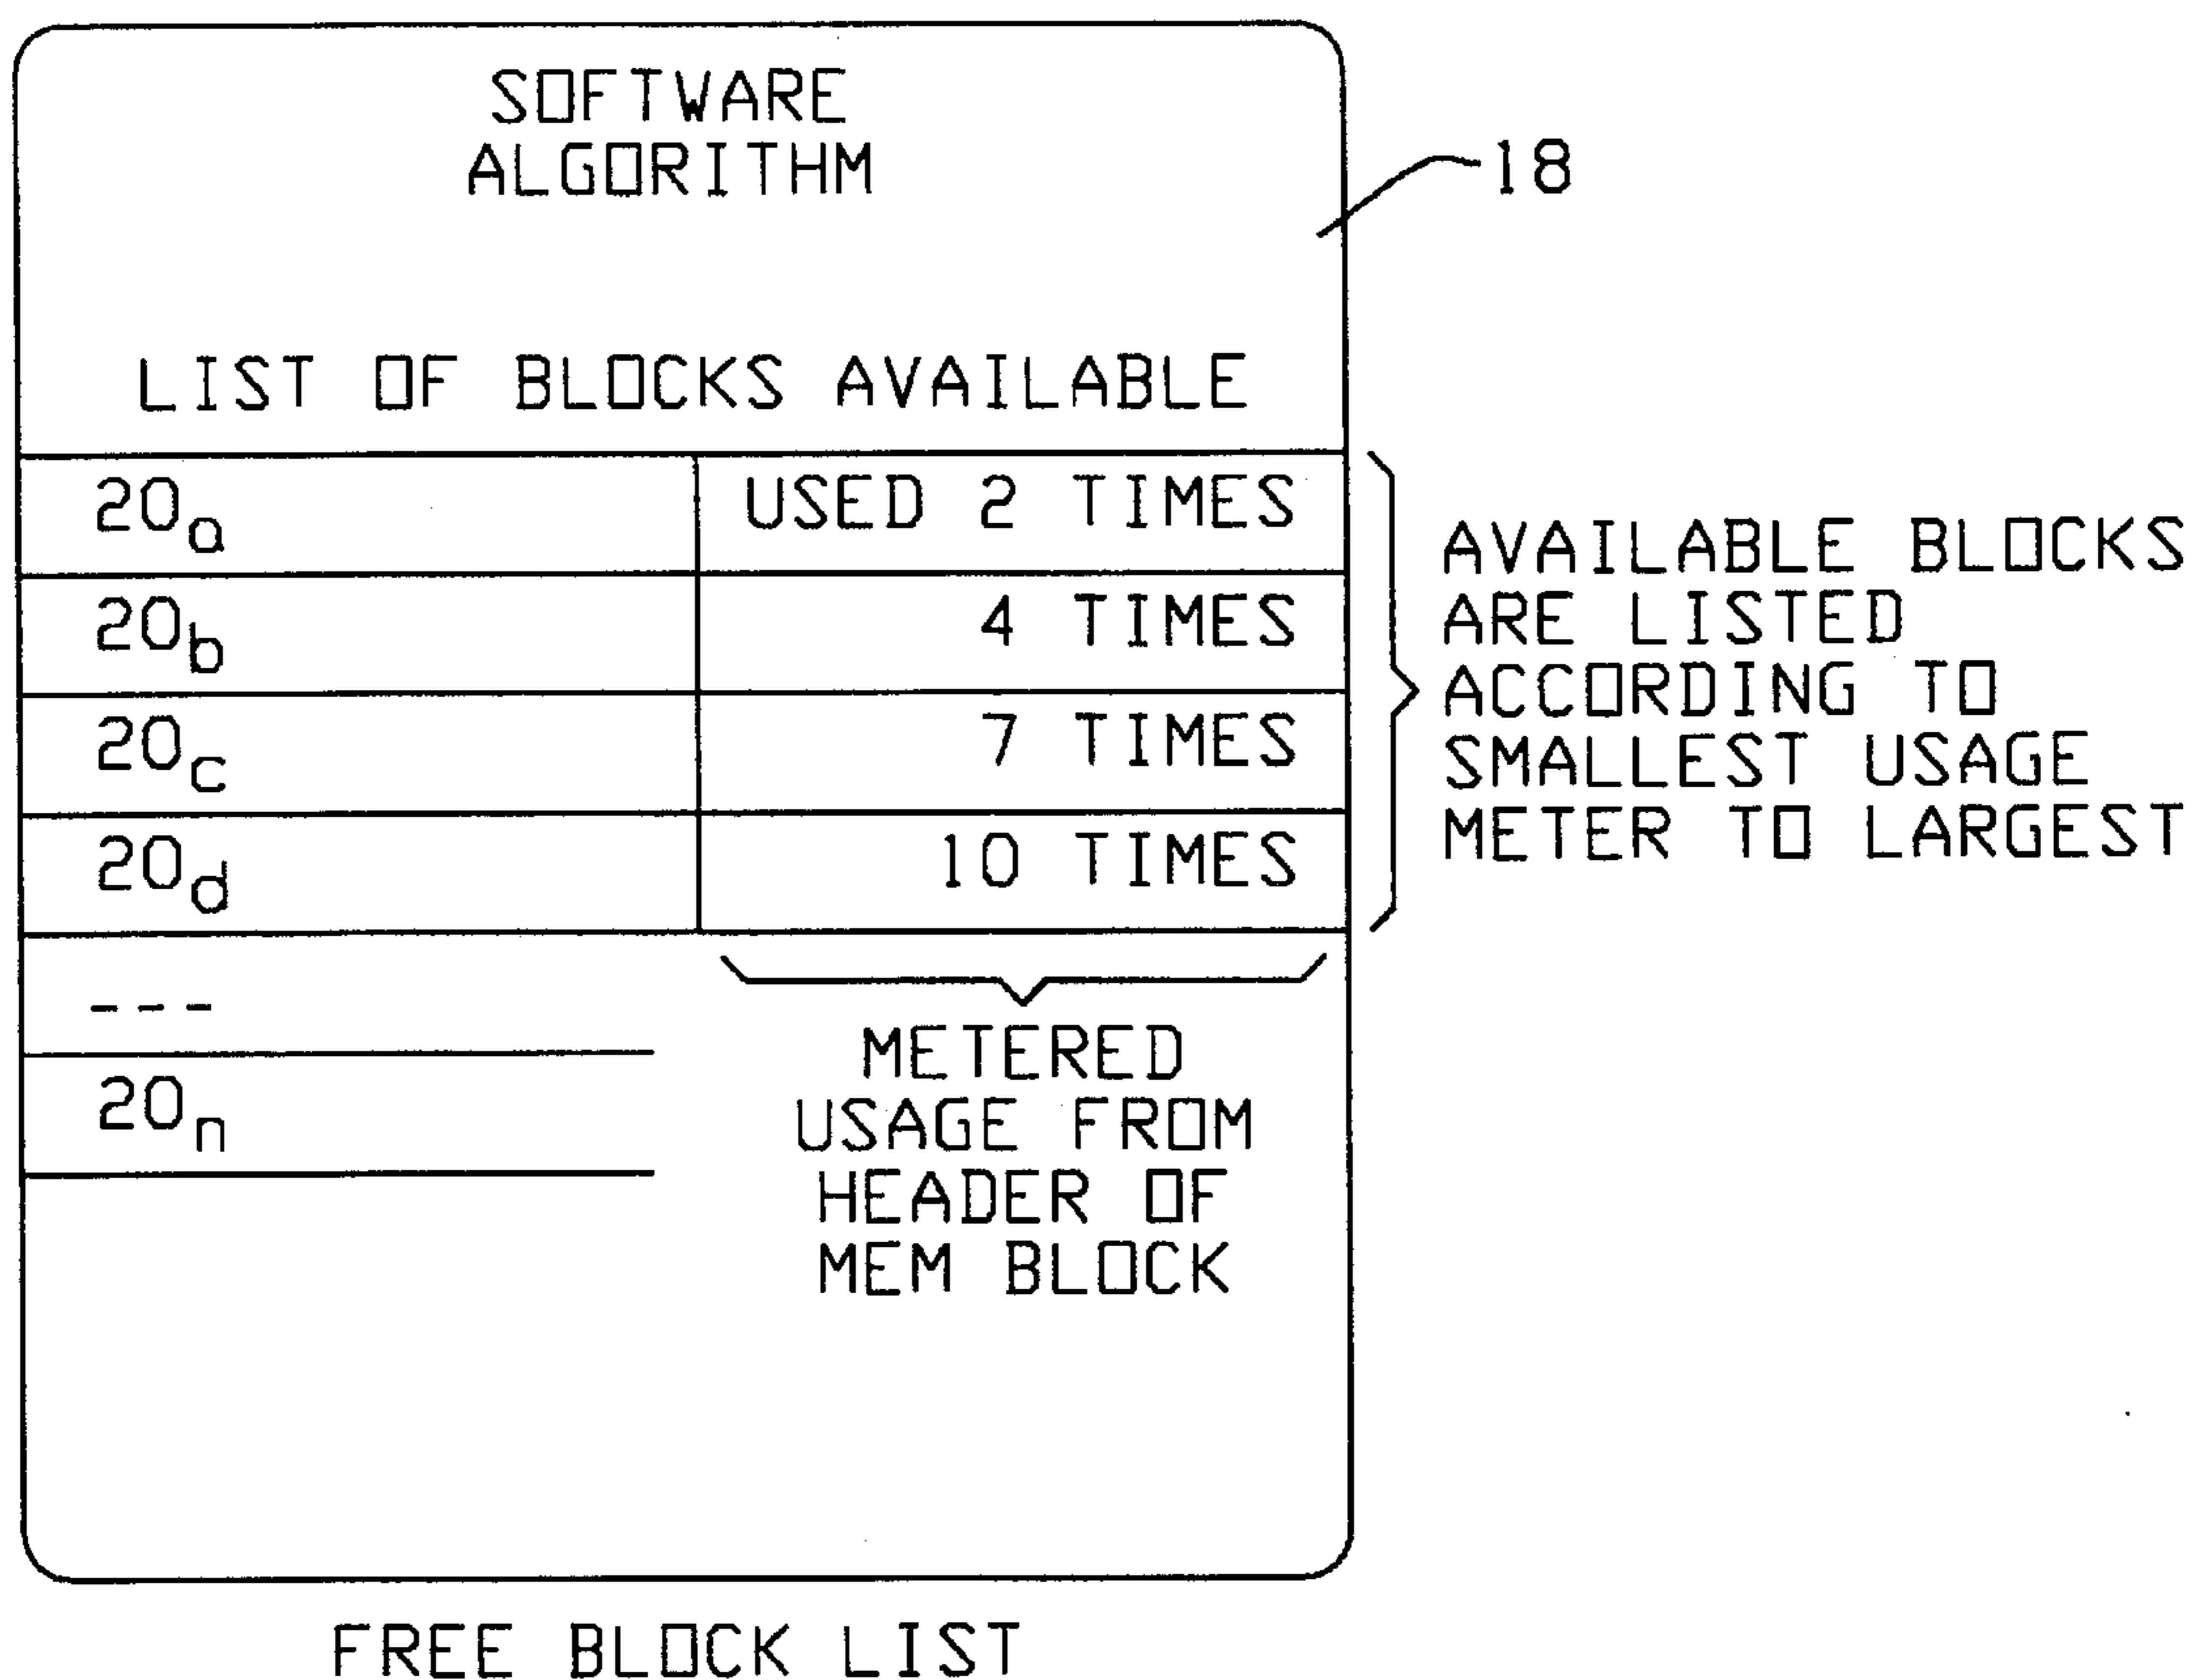 SOFTWARE
ALGORITHM
18
LIST OF BLOCKS AVAILABLE
20a USED 2 TIMES
20b 4 TIMES
20c 7 TIMES
20d 10 TIMES
AVAILABLE BLOCKS
ARE LISTED
ACCORDING TO
SMALLEST USAGE
METER TO LARGEST
---
20n
METERED
USAGE FROM
HEADER OF
MEM BLOCK
FREE BLOCK LIST